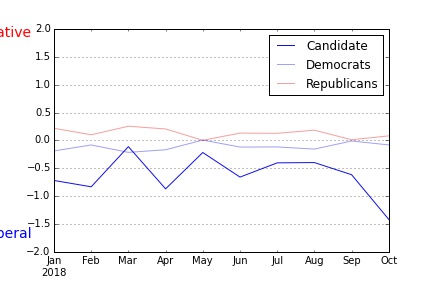 ative
2.0
1.5
1.0
0.5
0.0
−0.5
−1.0
−1.5
−2.0
beral
Candidate
Democrats
Republicans
Jan Feb Mar Apr May Jun Jul Aug Sep Oct
2018